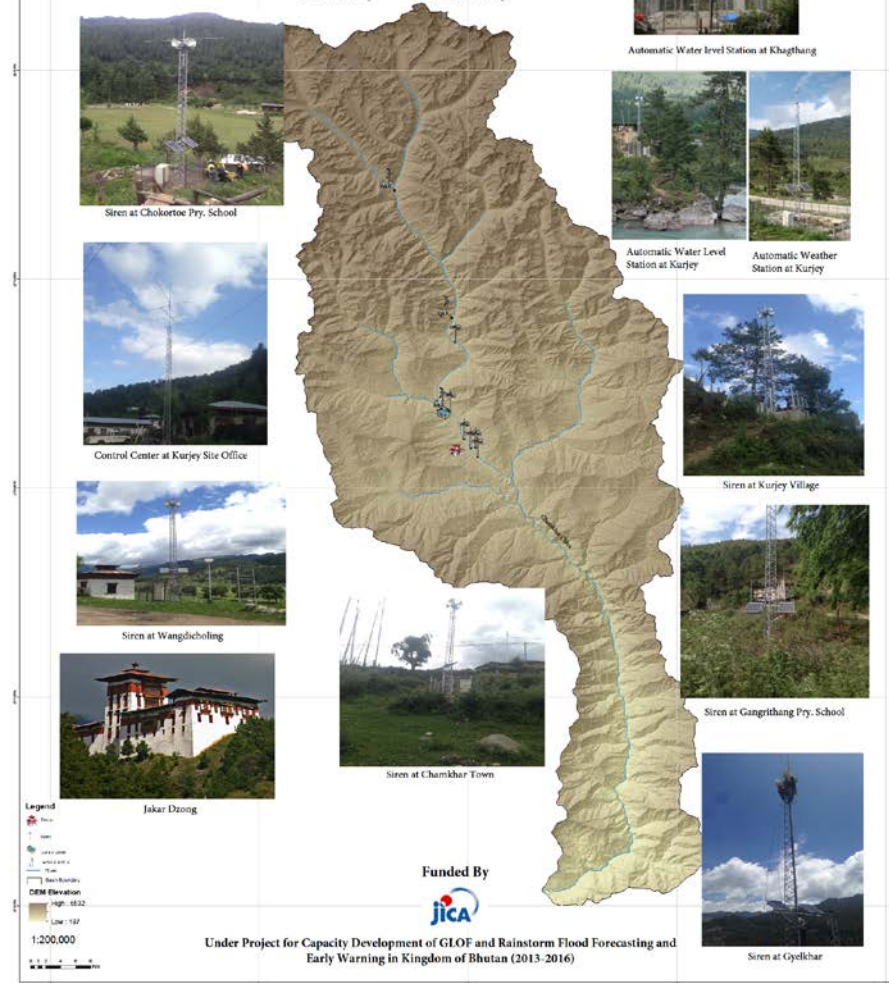 Automatic Water level Station at Khagthang
Siren at Chokortoe Pry. School
Automatic Water Level
Station at Kurjey
Automatic Weather
Station at Kurjey
Control Center at Kurjey Site Office
Siren at Kurjey Village
Siren at Wangdicholing
Siren at Chamkhar Town
Siren at Gangrithang Pry. School
Jakar Dzong
Siren at Gyelkhar
Legend
Basin Boundary
DEM Elevation
High : 
Low : 
1:200,000
Funded By
JICA
Under Project for Capacity Development of GLOF and Rainstorm Flood Forecasting and
Early Warning in Kingdom of Bhutan (2013-2016)